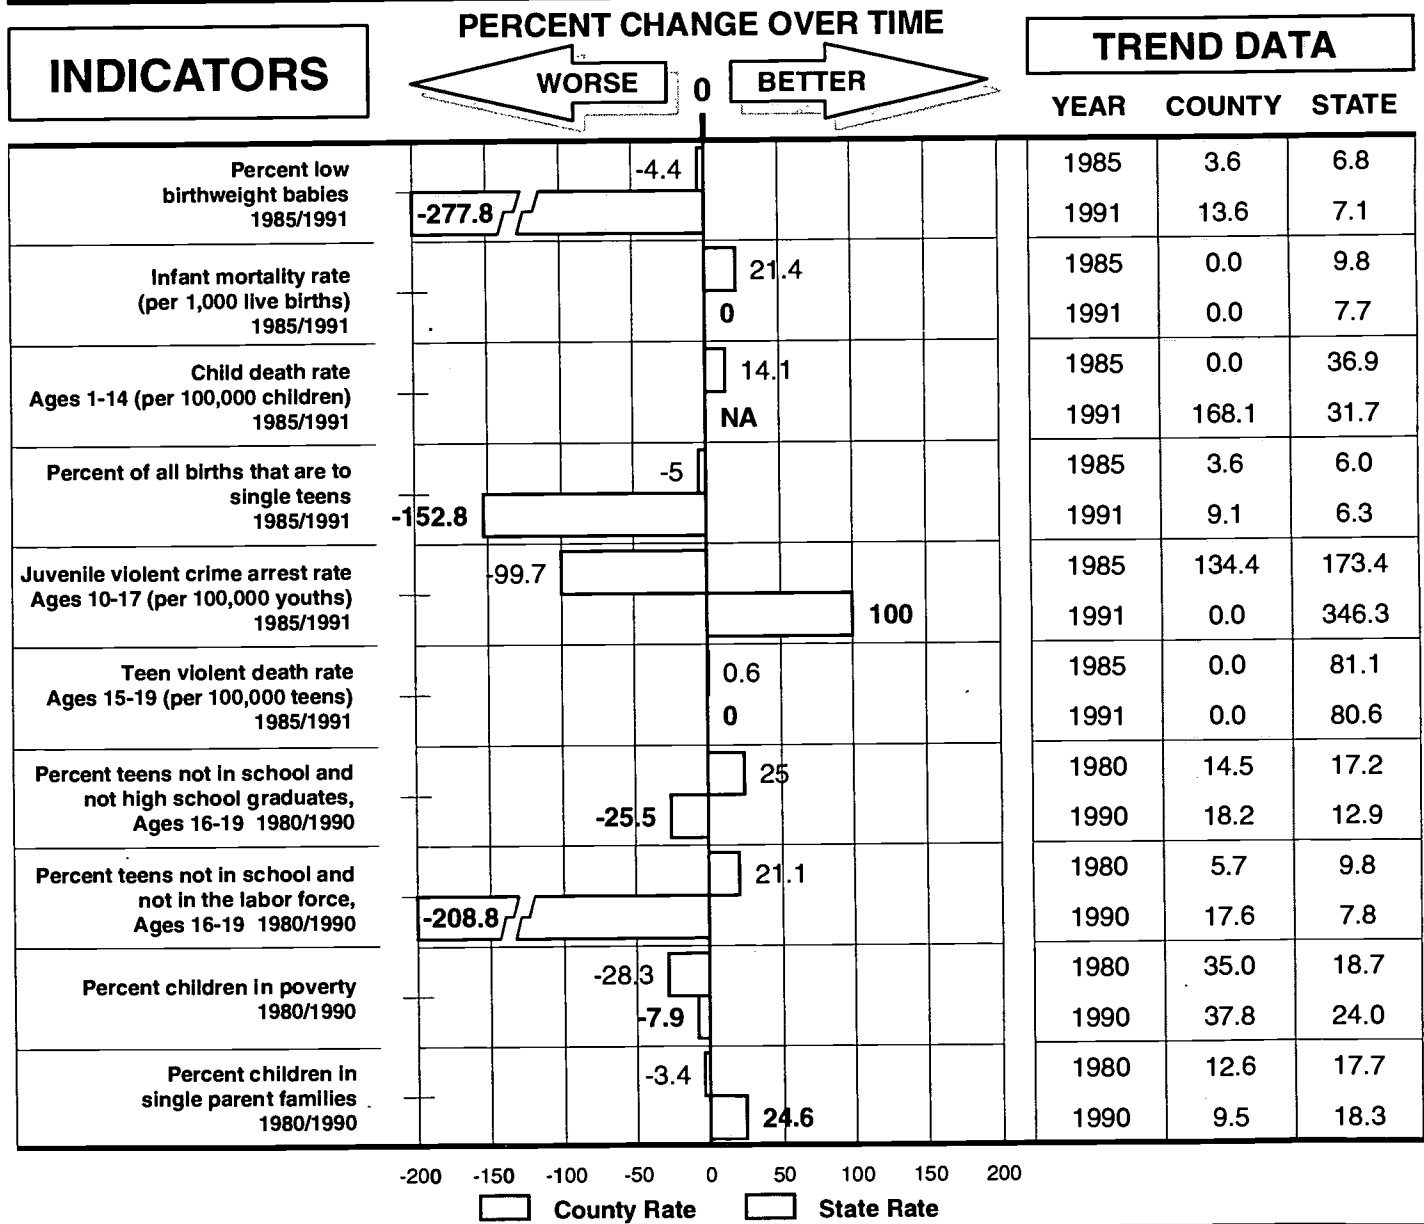 PERCENT CHANGE OVER TIME
INDICATORS
WORSE
0
BETTER
TREND DATA
YEAR COUNTY STATE
Percent low
birthweight babies
1985/1991
-4.4
-277.8
1985 3.6 6.8
1991 13.6 7.1
Infant mortality rate
(per 1,000 live births)
1985/1991
21.4
0
1985 0.0 9.8
1991 0.0 7.7
Child death rate
Ages 1-14 (per 100,000 children)
1985/1991
14.1
NA
1985 0.0 36.9
1991 168.1 31.7
Percent of all births that are to
single teens
1985/1991
-5
-152.8
1985 3.6 6.0
1991 9.1 6.3
Juvenile violent crime arrest rate
Ages 10-17 (per 100,000 youths)
1985/1991
-99.7
100
1985 134.4 173.4
1991 0.0 346.3
Teen violent death rate
Ages 15-19 (per 100,000 teens)
1985/1991
0.6
0
1985 0.0 81.1
1991 0.0 80.6
Percent teens not in school and
not high school graduates,
Ages 16-19 1980/1990
25
-25.5
1980 14.5 17.2
1990 18.2 12.9
Percent teens not in school and
not in the labor force,
Ages 16-19 1980/1990
21.1
-208.8
1980 5.7 9.8
1990 17.6 7.8
Percent children in poverty
1980/1990
-28.3
-7.9
1980 35.0 18.7
1990 37.8 24.0
Percent children in
single parent families
1980/1990
-3.4
24.6
1980 12.6 17.7
1990 9.5 18.3
-200 -150 -100 -50 0 50 100 150 200
County Rate State Rate